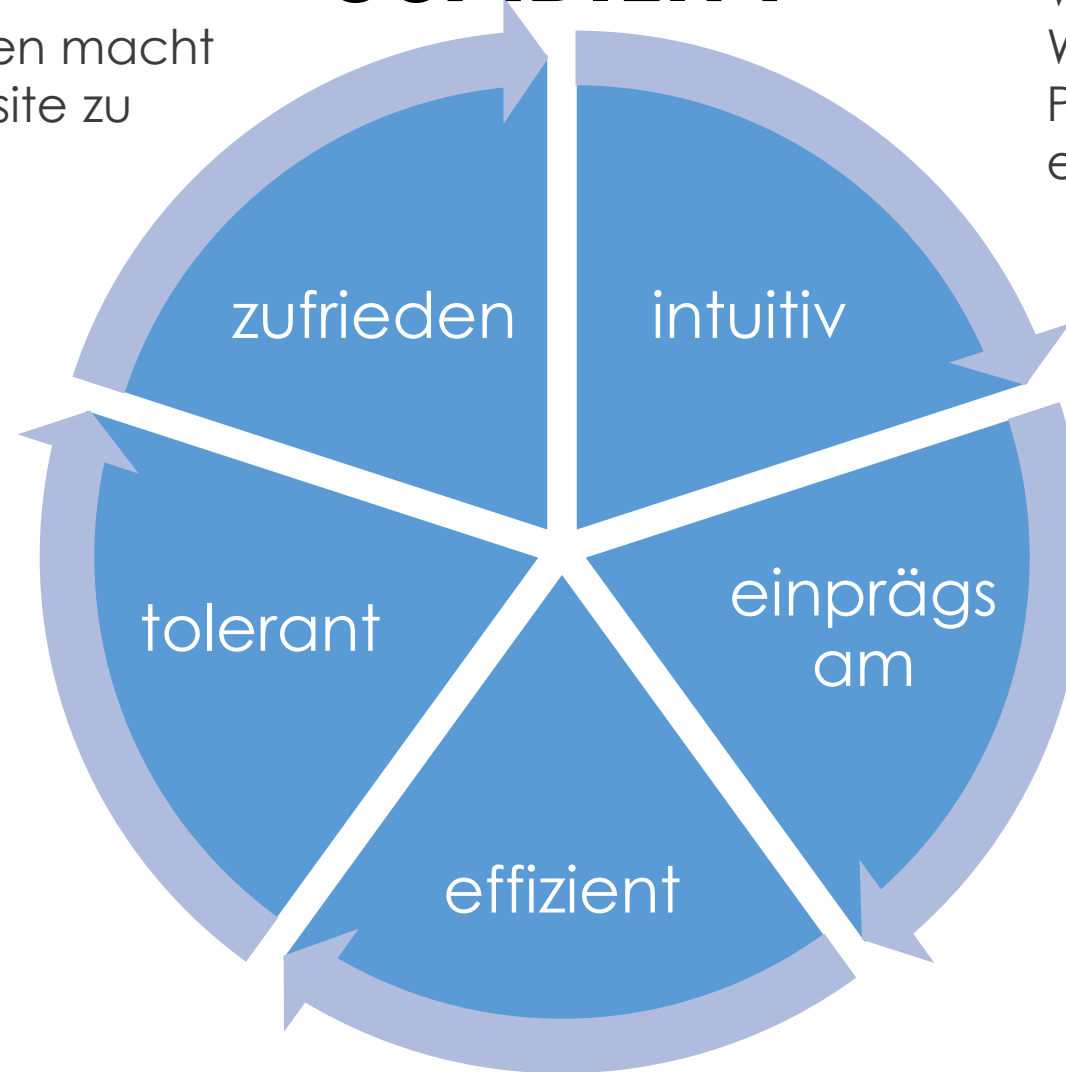 en macht
site zu
zufrieden
intuitiv
einprägs
am
tolerant
effizient